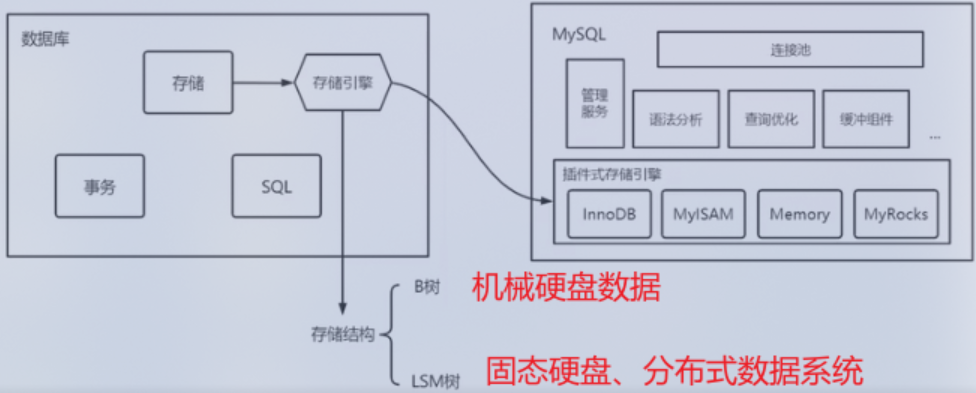 数据库
存储
存储引擎
事务
SQL
MySQL
连接池
管理
服务
语法分析
查询优化
缓冲组件
...
插件式存储引擎
InnoDB
MyISAM
Memory
MyRocks
存储结构
B树
机械硬盘数据
LSM树
固态硬盘、分布式数据系统